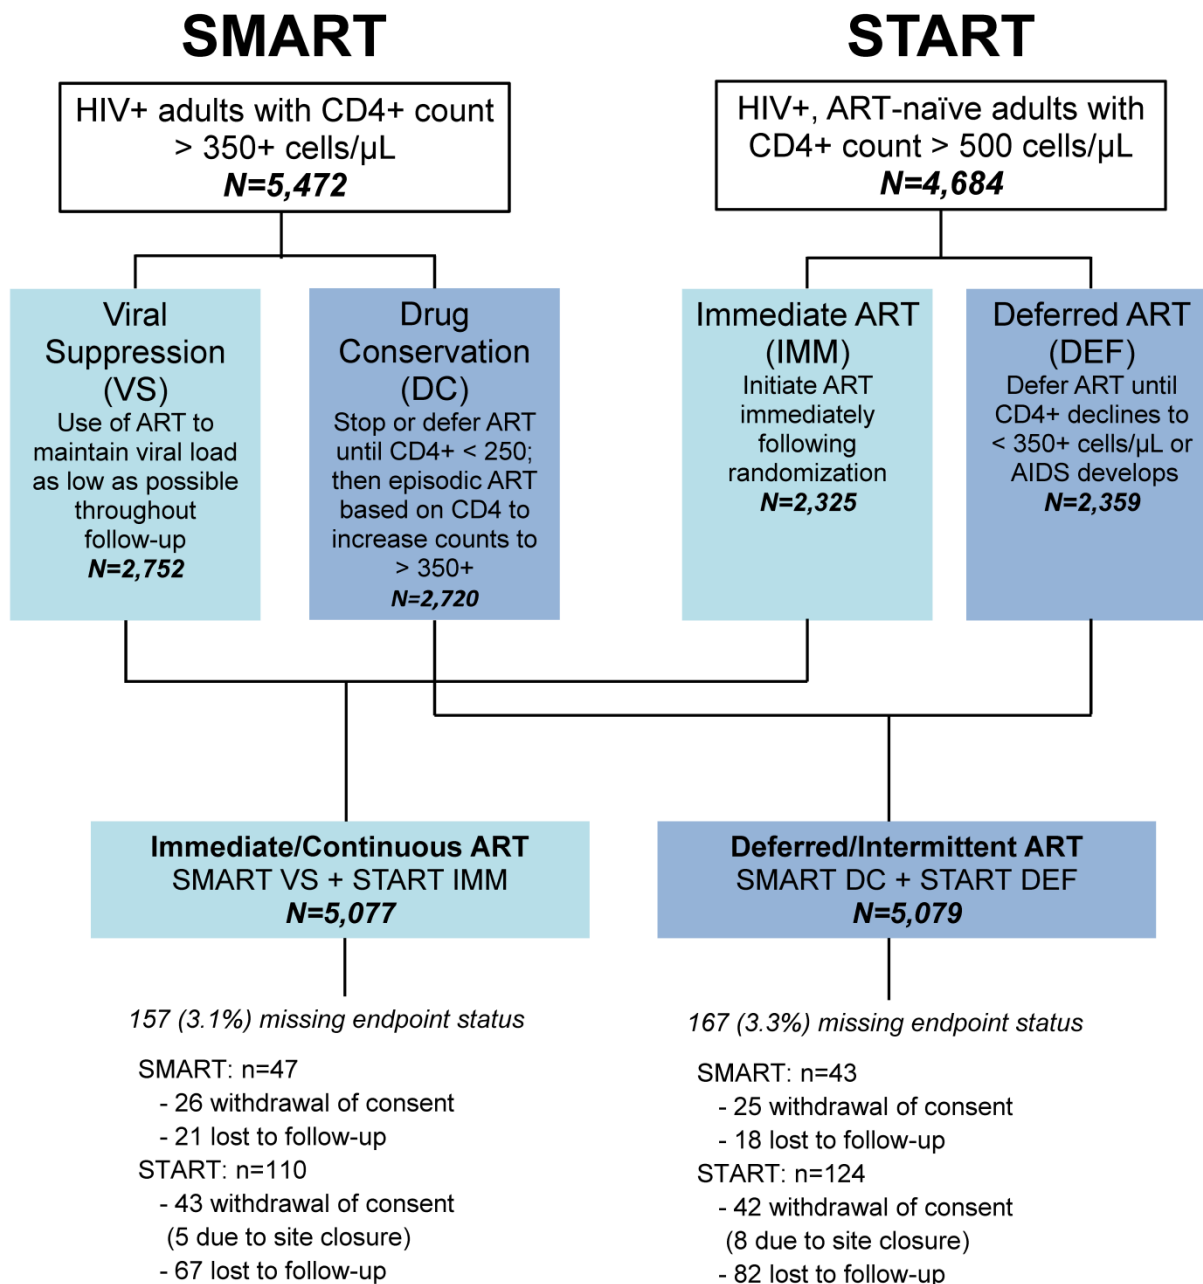 SMART
HIV+ adults with CD4+ count
> 350+ cells/µL
N=5,472
Viral
Suppression
(VS)
Use of ART to
maintain viral load
as low as possible
throughout
follow-up
N=2,752
Drug
Conservation
(DC)
Stop or defer ART
until CD4+ < 250;
then episodic ART
based on CD4 to
increase counts to
> 350+
N=2,720
START
HIV+, ART-naïve adults with
CD4+ count > 500 cells/µL
N=4,684
Immediate ART
(IMM)
Initiate ART
immediately
following
randomization
N=2,325
Deferred ART
(DEF)
Defer ART until
CD4+ declines to
< 350+ cells/µL or
AIDS develops
N=2,359
Immediate/Continuous ART
SMART VS + START IMM
N=5,077
157 (3.1%) missing endpoint status
SMART: n=47
- 26 withdrawal of consent
- 21 lost to follow-up
START: n=110
- 43 withdrawal of consent
(5 due to site closure)
- 67 lost to follow-up
Deferred/Intermittent ART
SMART DC + START DEF
N=5,079
167 (3.3%) missing endpoint status
SMART: n=43
- 25 withdrawal of consent
- 18 lost to follow-up
START: n=124
- 42 withdrawal of consent
(8 due to site closure)
- 82 lost to follow-up